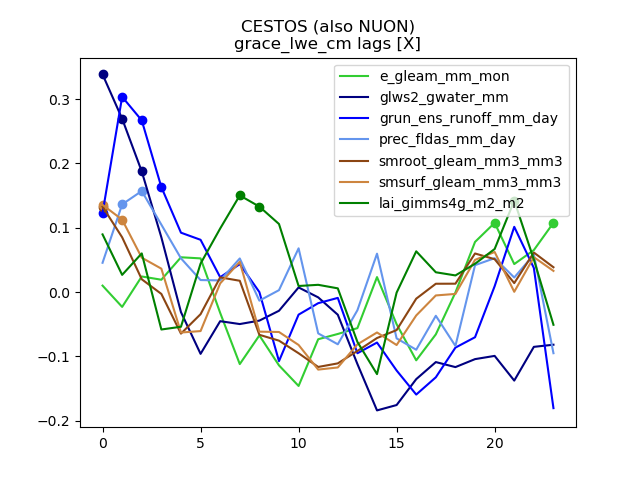 CESTOS (also NUON)
grace_lwe_cm lags [X]
e_gleam_mm_mon
glws2_gwater_mm
grun_ens_runoff_mm_day
prec_fldas_mm_day
smroot_gleam_mm3_mm3
smsurf_gleam_mm3_mm3
lai_gimms4g_m2_m2
0.3
0.2
0.1
0.0
−0.1
−0.2
0 5 10 15 20